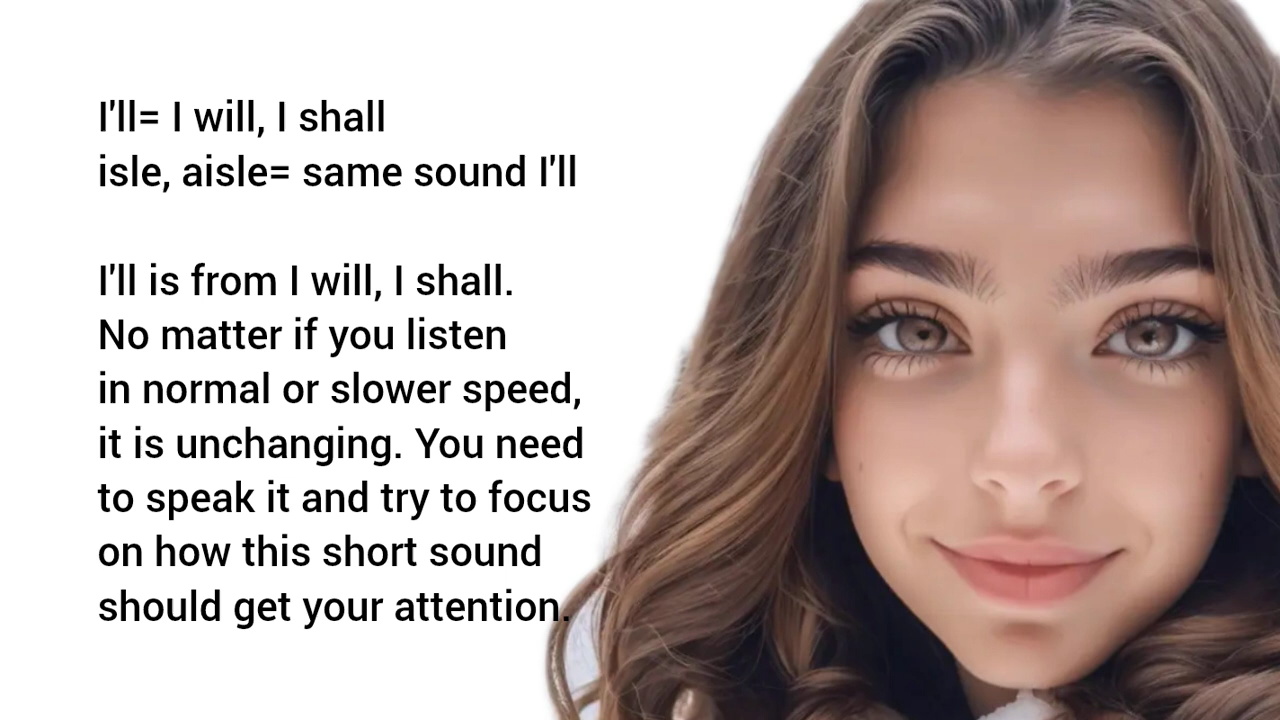 I'll= I will, I shall
isle, aisle= same sound I'll
I'll is from I will, I shall.
No matter if you listen
in normal or slower speed,
it is unchanging. You need
to speak it and try to focus
on how this short sound
should get your attention.